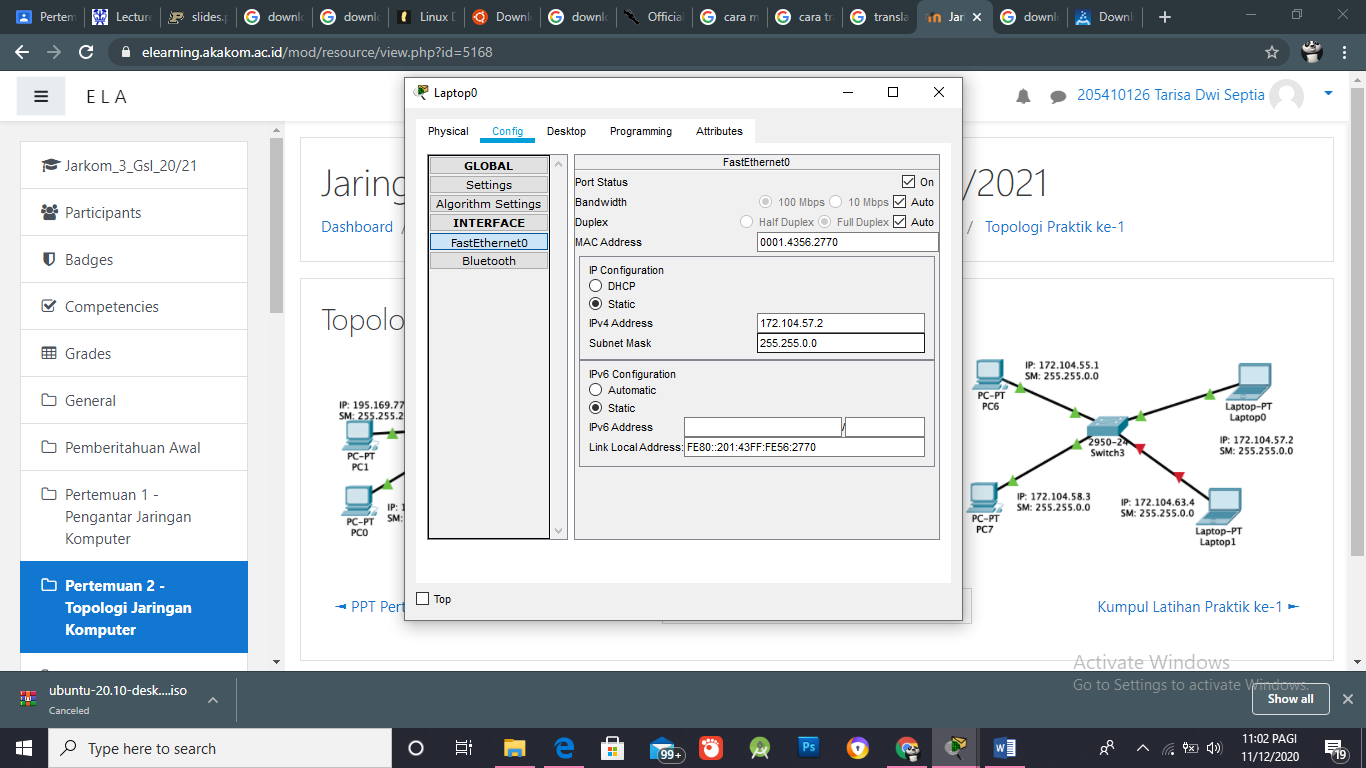 Pertem
Lecture
slides.p
downlo
downlo
Linux D
Downl
downl
Official
cara m
cara tr
transla
Jar
downl
Downl
elearning.akakom.ac.id/mod/resource/view.php?id=5168
E L A
205410126 Tarisa Dwi Septia
Jarkom_3_Gsl_20/21
Participants
Badges
Competencies
Grades
General
Pemberitahuan Awal
Pertemuan 1 -
Pengantar Jaringan
Komputer
Pertemuan 2 -
Topologi Jaringan
Komputer
Jaring
/2021
Dashboard /
/ Topologi Praktik ke-1
Topolo
IP: 195.169.77
SM: 255.255.2
PC-PT
PC1
IP: 1
SM:
PC-PT
PC0
Laptop0
Physical
Config
Desktop
Programming
Attributes
GLOBAL
Settings
Algorithm Settings
INTERFACE
FastEthernet0
Bluetooth
FastEthernet0
Port Status
On
Bandwidth
100 Mbps
10 Mbps
Auto
Duplex
Half Duplex
Full Duplex
Auto
MAC Address
0001.4356.2770
IP Configuration
DHCP
Static
IPv4 Address
172.104.57.2
Subnet Mask
255.255.0.0
IPv6 Configuration
Automatic
Static
IPv6 Address
/
Link Local Address:
FE80::201:43FF:FE56:2770
Top
IP: 172.104.55.1
SM: 255.255.0.0
PC-PT
PC6
Laptop-PT
Laptop0
2950-24
Switch3
IP: 172.104.57.2
SM: 255.255.0.0
IP: 172.104.58.3
SM: 255.255.0.0
PC-PT
PC7
IP: 172.104.63.4
SM: 255.255.0.0
Laptop-PT
Laptop1
◄ PPT Pert
Kumpul Latihan Praktik ke-1 ►
Activate Windows
Go to Settings to activate Windows.
ubuntu-20.10-desk....iso
Canceled
Show all
Type here to search
99+
Ps
11:02 PAGI
11/12/2020
19